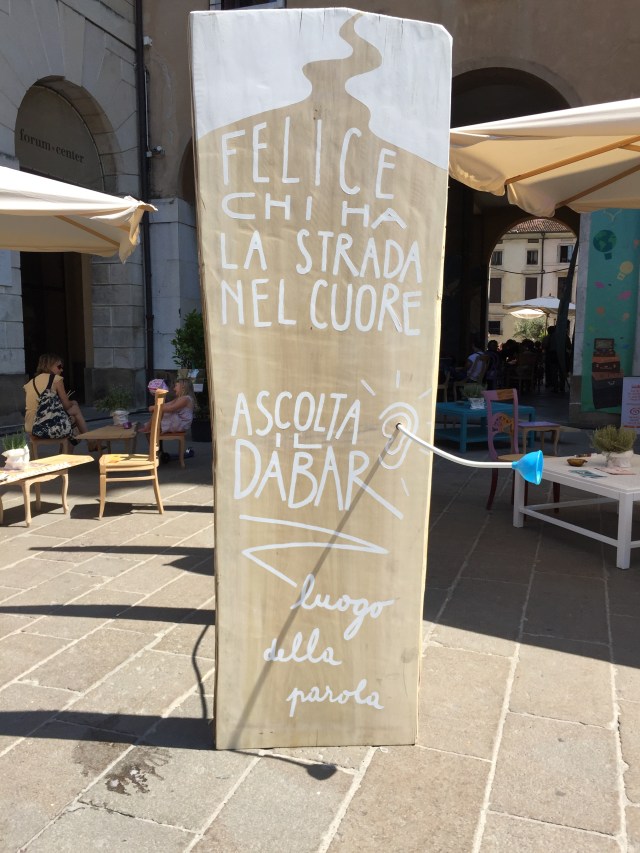 forum center
FELICE
CHI HA
LA STRADA
NEL CUORE
ASCOLTA
IL
DABAR
luogo
della
parola